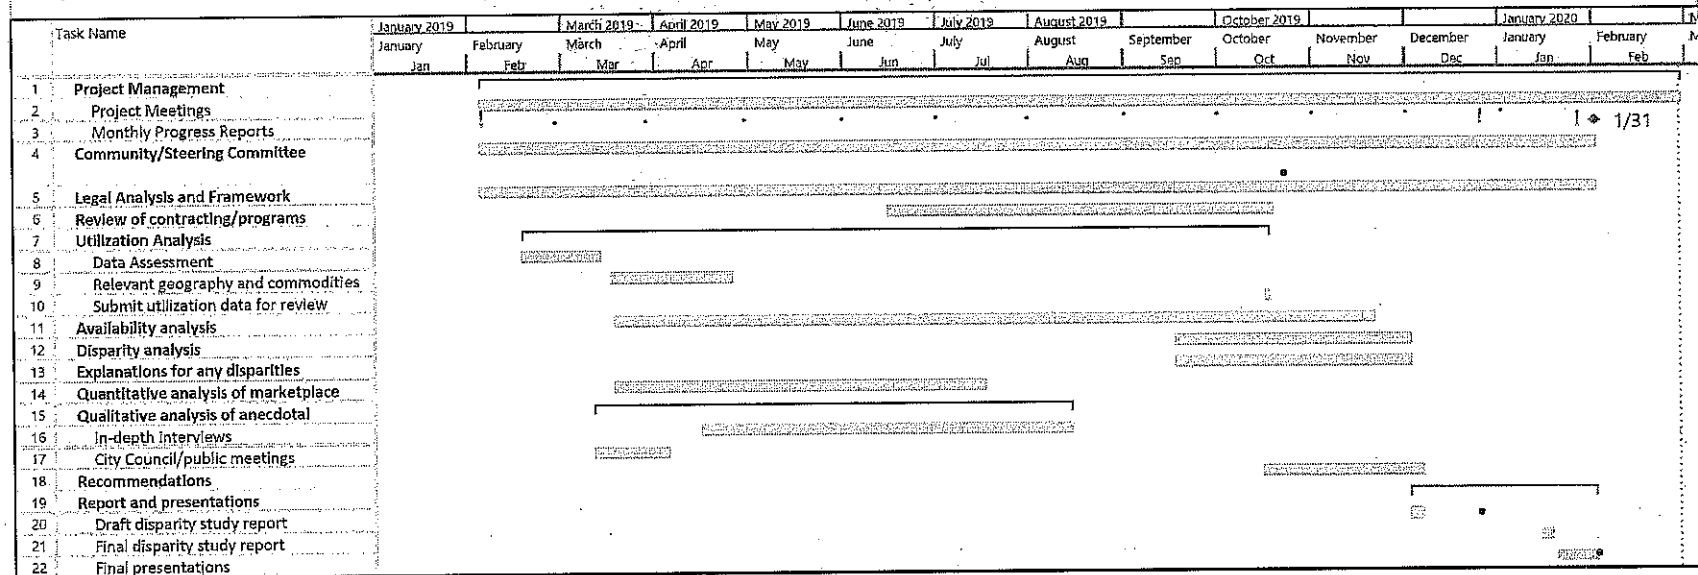 Task Name
January 2019 March 2019 April 2019 May 2019 June 2019 July 2019 August 2019 October 2019 January 2020
January February March April May June July August September October November December January February
Jan Feb Mar Apr May Jun Jul Aug Sep Oct Nov Dec Jan Feb
1 Project Management
2 Project Meetings
3 Monthly Progress Reports 1/31
4 Community/Steering Committee
5 Legal Analysis and Framework
6 Review of contracting/programs
7 Utilization Analysis
8 Data Assessment
9 Relevant geography and commodities
10 Submit utilization data for review
11 Availability analysis
12 Disparity analysis
13 Explanations for any disparities
14 Quantitative analysis of marketplace
15 Qualitative analysis of anecdotal
16 In-depth Interviews
17 City Council/public meetings
18 Recommendations
19 Report and presentations
20 Draft disparity study report
21 Final disparity study report
22 Final presentations